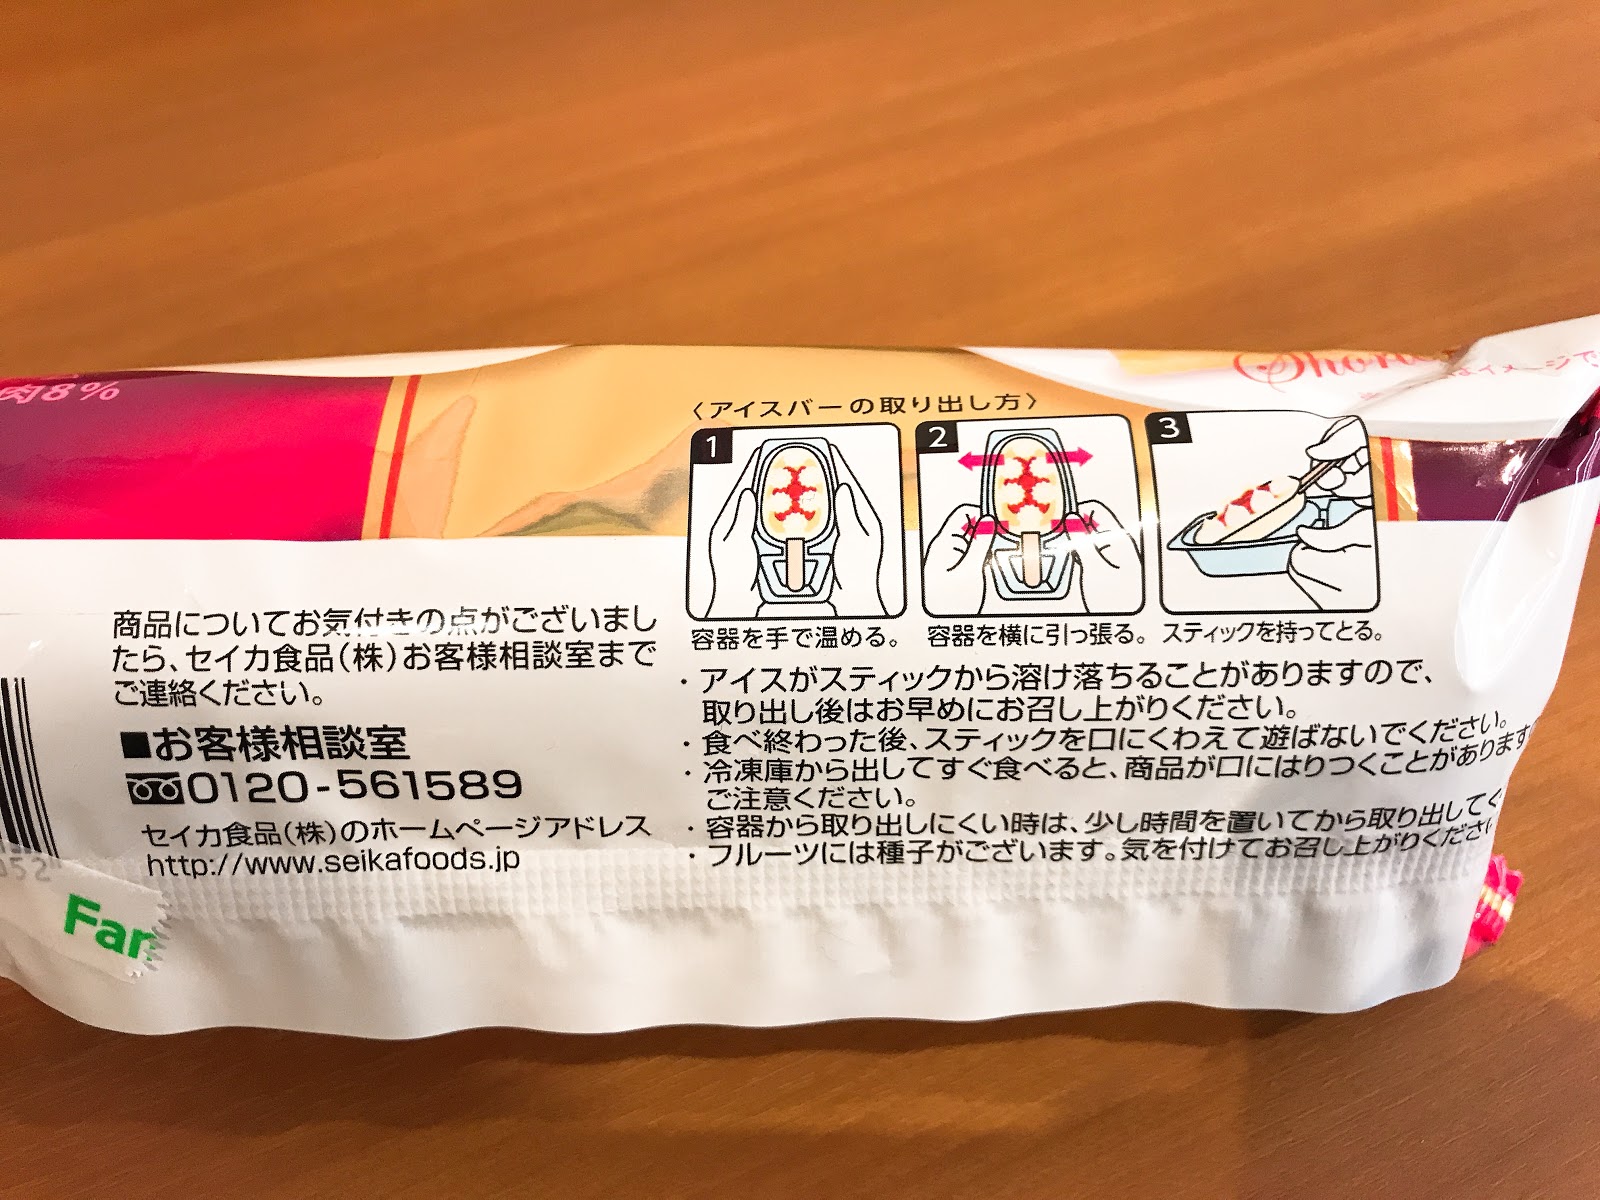 肉8%
Short
はイメージで
〈アイスバーの取り出し方〉
1
2
3
容器を手で温める。
容器を横に引っ張る。
スティックを持ってとる。
商品についてお気付きの点がございまし
たら、セイカ食品(株)お客様相談室まで
ご連絡ください。
■お客様相談室
0120-561589
セイカ食品(株)のホームページアドレス
http://www.seikafoods.jp
・アイスがスティックから溶け落ちることがありますので、
取り出し後はお早めにお召し上がりください。
・食べ終わった後、スティックを口にくわえて遊ばないでください。
・冷凍庫から出してすぐ食べると、商品が口にはりつくことがあります
ご注意ください。
・容器から取り出しにくい時は、少し時間を置いてから取り出してく
・フルーツには種子がございます。気を付けてお召し上がりくださ
052
Fam